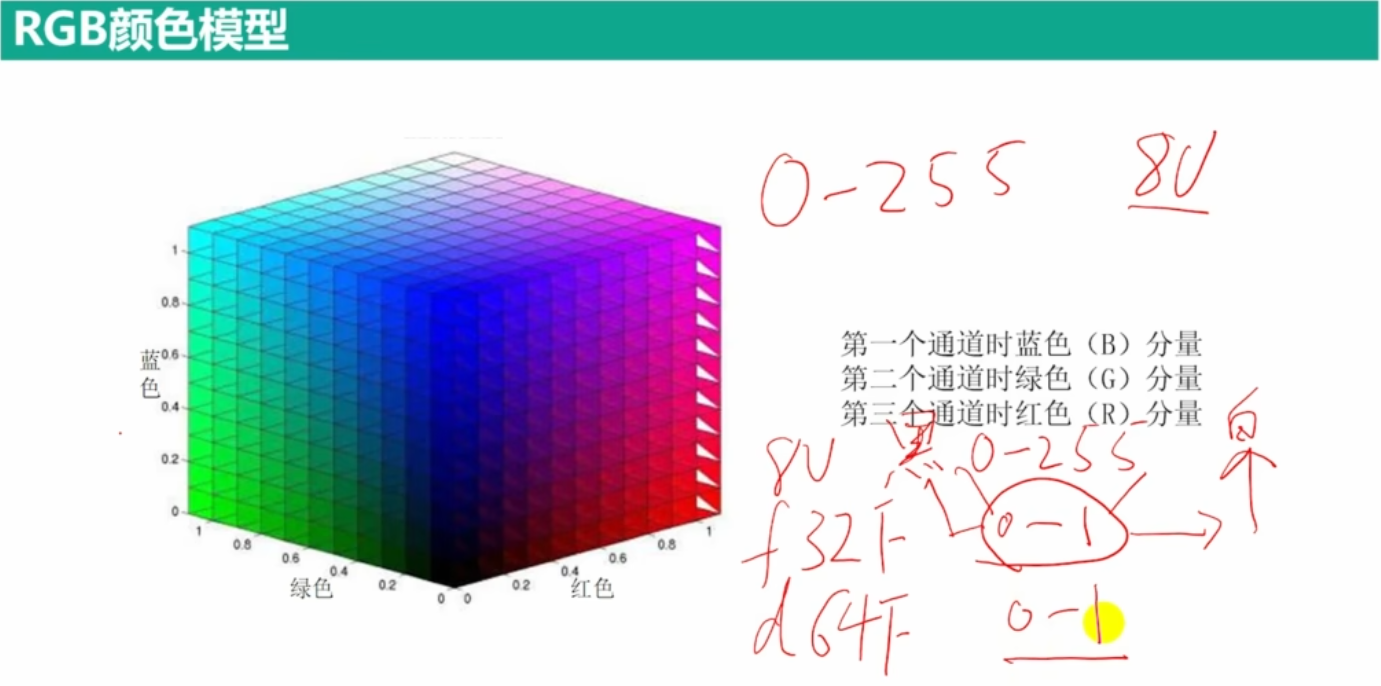 RGB颜色模型
0-255 8U
1
0.8
蓝色
0.6
0.4
0.2
0
1
0.8
0.6
0.4
0.2
0
绿色
0
0.2
0.4
0.6
0.8
1
红色
第一个通道时蓝色（B）分量
第二个通道时绿色（G）分量
第三个通道时红色（R）分量
8U 黑 0-255 白
f 32F 0-1
d 64F 0-1